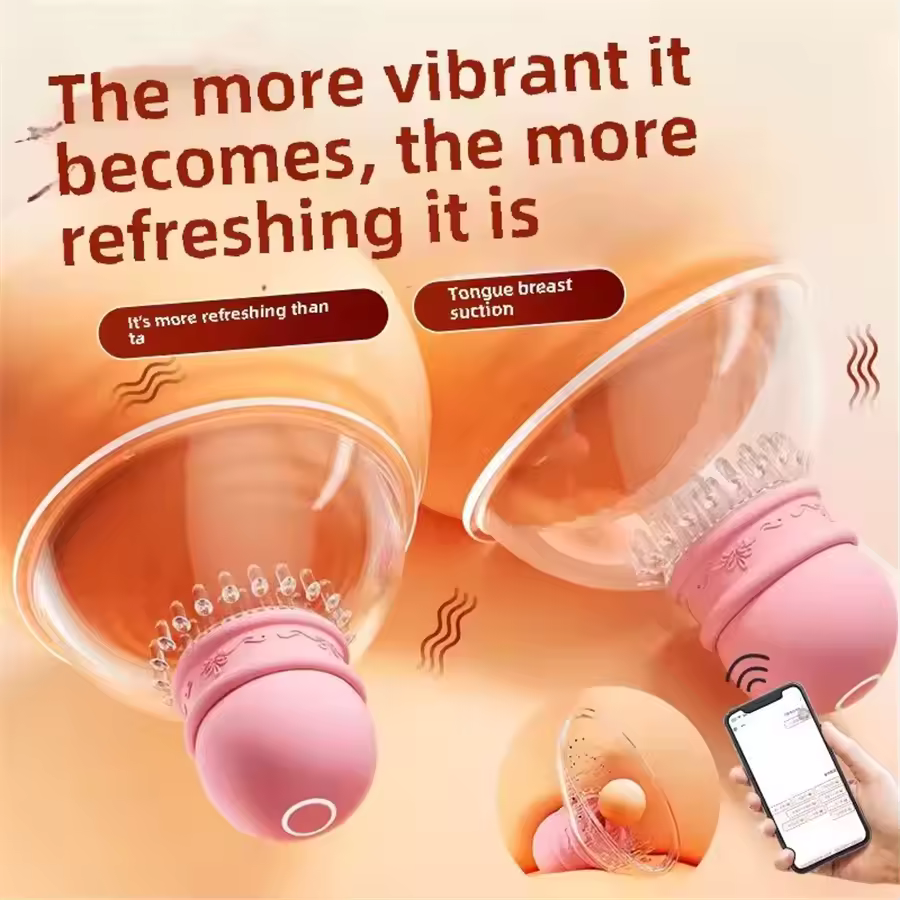 The more vibrant it
becomes, the more
refreshing it is
It's more refreshing than
ta
Tongue breast
suction